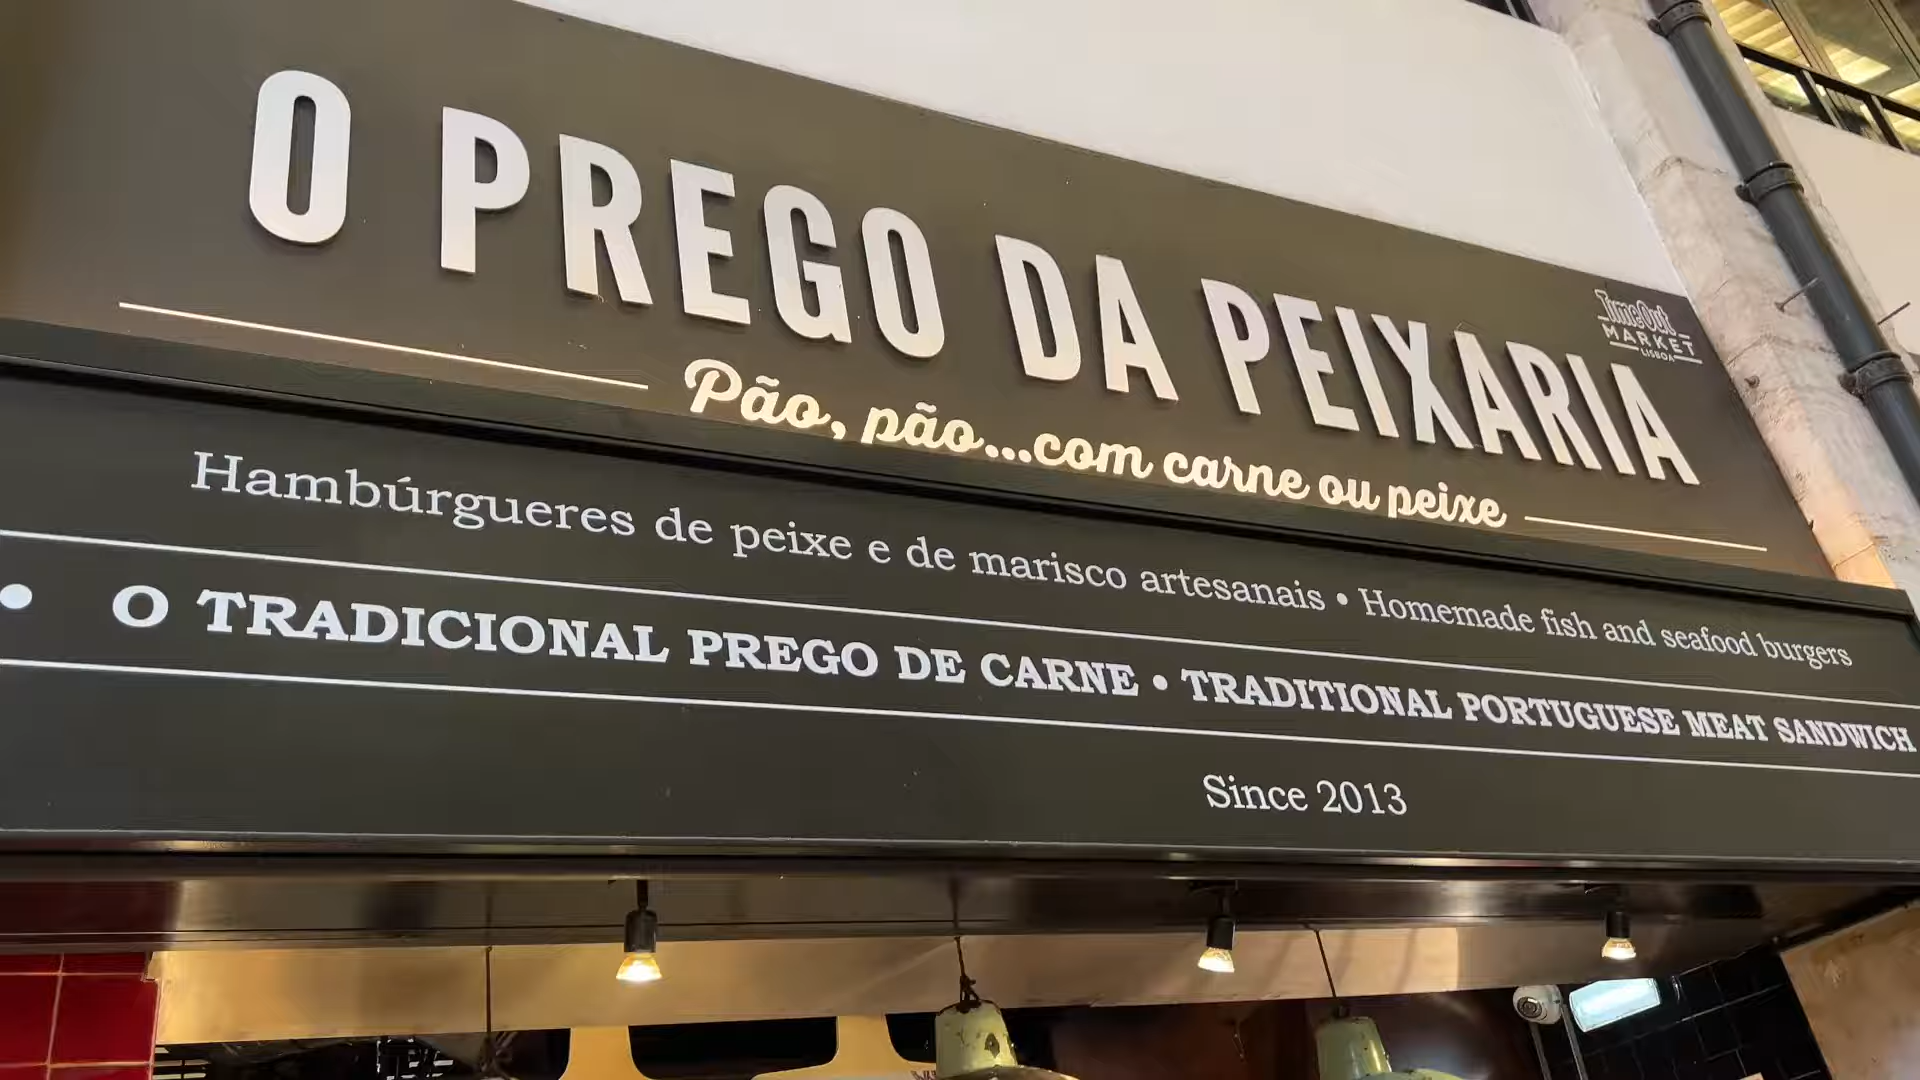 O PREGO DA PEIXARIA
TimeOut
MARKET
LISBOA
Pão, pão...com carne ou peixe
Hambúrgueres de peixe e de marisco artesanais • Homemade fish and seafood burgers
• O TRADICIONAL PREGO DE CARNE • TRADITIONAL PORTUGUESE MEAT SANDWICH
Since 2013